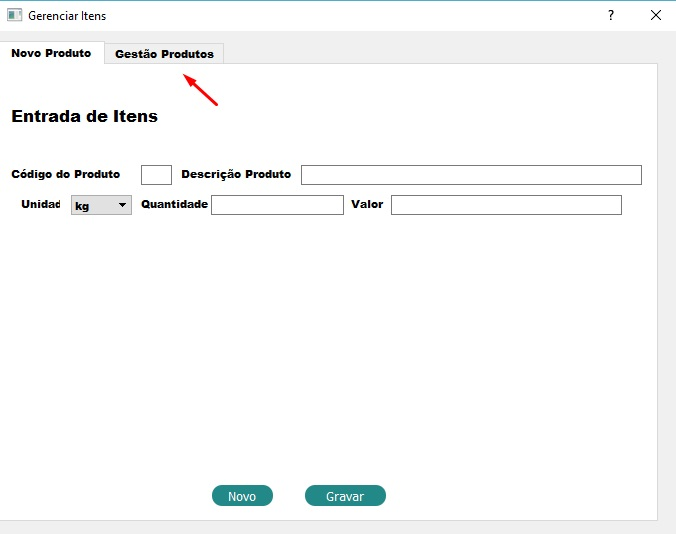 Gerenciar Itens ?
Novo Produto Gestão Produtos
Entrada de Itens
Código do Produto Descrição Produto
Unidad kg Quantidade Valor
Novo Gravar